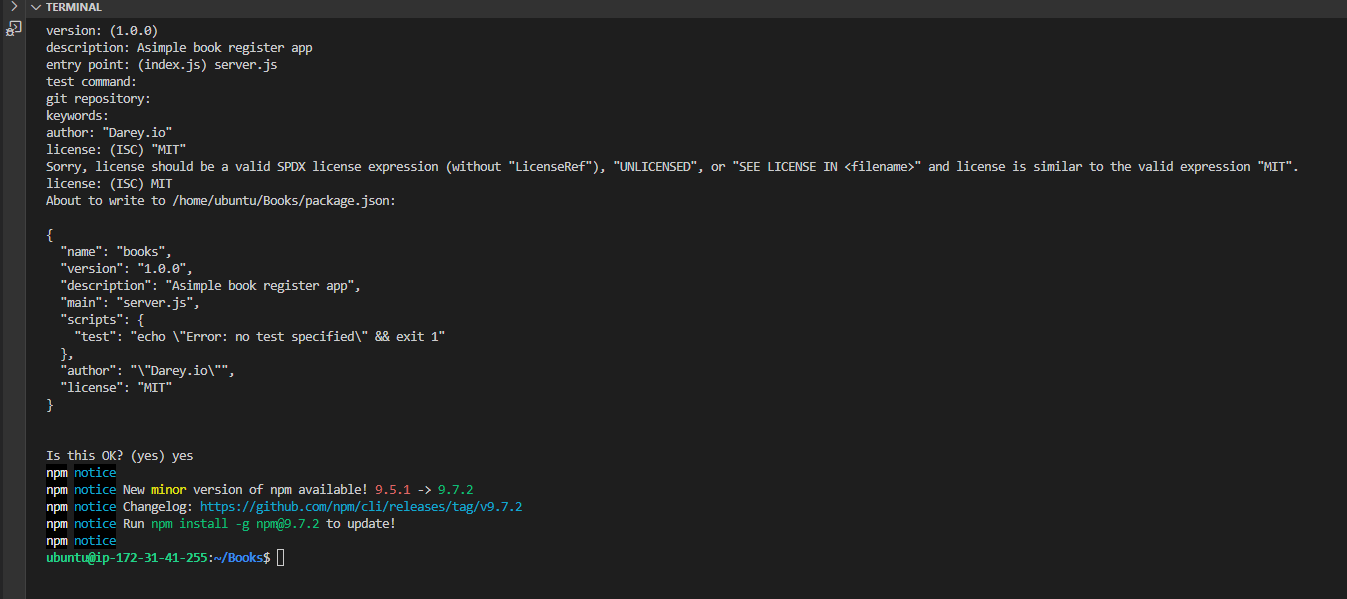 TERMINAL
version: (1.0.0)
description: Asimple book register app
entry point: (index.js) server.js
test command:
git repository:
keywords:
author: "Darey.io"
license: (ISC) "MIT"
Sorry, license should be a valid SPDX license expression (without "LicenseRef"), "UNLICENSED", or "SEE LICENSE IN <filename>" and license is similar to the valid expression "MIT".
license: (ISC) MIT
About to write to /home/ubuntu/Books/package.json:
{
  "name": "books",
  "version": "1.0.0",
  "description": "Asimple book register app",
  "main": "server.js",
  "scripts": {
    "test": "echo \"Error: no test specified\" && exit 1"
  },
  "author": "\"Darey.io\"",
  "license": "MIT"
}
Is this OK? (yes) yes
npm notice
npm notice New minor version of npm available! 9.5.1 -> 9.7.2
npm notice Changelog: https://github.com/npm/cli/releases/tag/v9.7.2
npm notice Run npm install -g npm@9.7.2 to update!
npm notice
ubuntu@ip-172-31-41-255:~/Books$